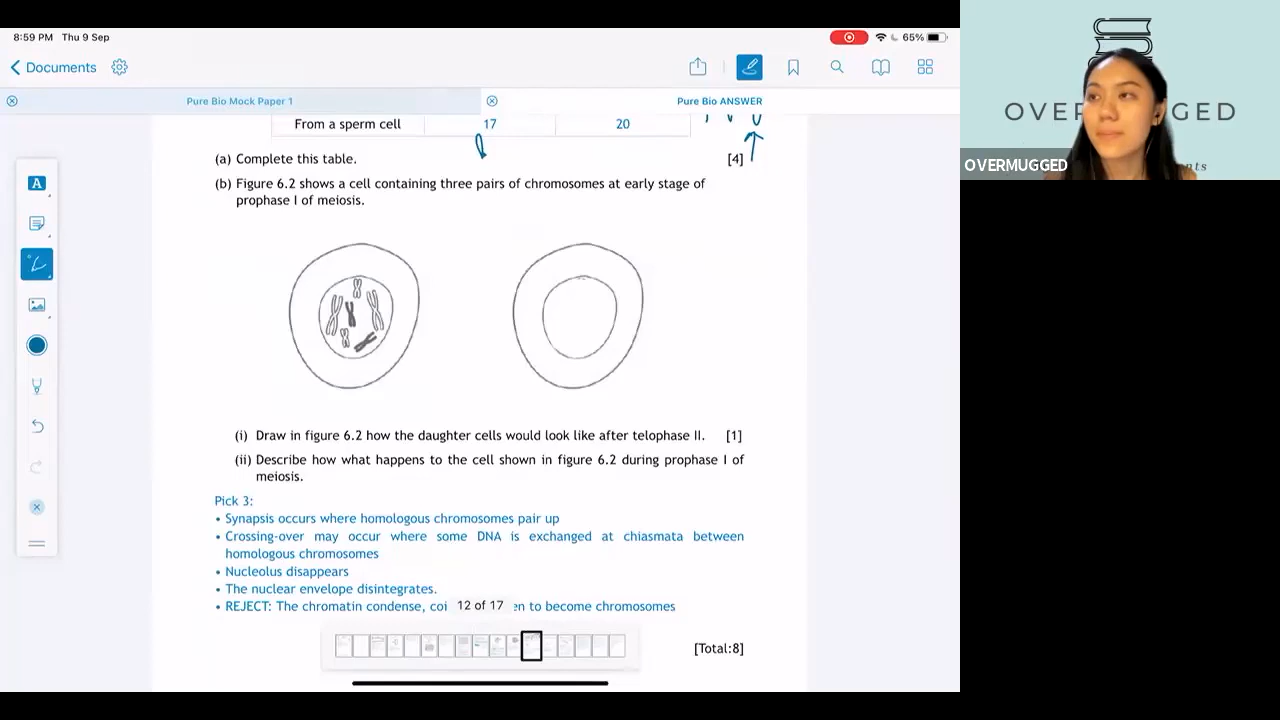 8:59 PM Thu 9 Sep
65%
Documents
Pure Bio Mock Paper 1
Pure Bio ANSWER
OVERMUGGED
From a sperm cell 17 20
(a) Complete this table. [4]
(b) Figure 6.2 shows a cell containing three pairs of chromosomes at early stage of
prophase I of meiosis.
(i) Draw in figure 6.2 how the daughter cells would look like after telophase II. [1]
(ii) Describe how what happens to the cell shown in figure 6.2 during prophase I of
meiosis.
Pick 3:
• Synapsis occurs where homologous chromosomes pair up
• Crossing-over may occur where some DNA is exchanged at chiasmata between
homologous chromosomes
• Nucleolus disappears
• The nuclear envelope disintegrates.
• REJECT: The chromatin condense, to become chromosomes
12 of 17
[Total:8]